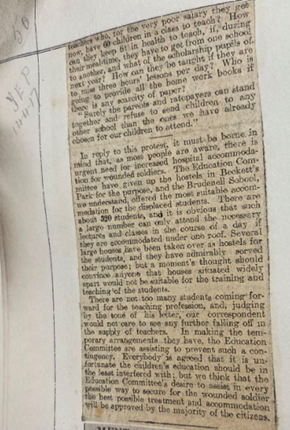 66
YEP
teachers who, for the very poor salary they get
now, have 60 children in a class to teach? How
can they keep fit in health to teach, if, during
their mealtimes, they have to get from one school
to another, and what of the scholarship pupils of
next year? How can they be taught if they are
to miss three hours' lessons per day? Who is
going to provide all the home work books if
there is any scarcity of paper?
"Surely the parents and ratepayers can stand
together and refuse to send children to any
other school than the ones we have already
chosen for our children to attend."
In reply to this protest, it must be borne in
mind that, as most people are aware, there is
urgent need for increased hospital accommoda-
tion for wounded soldiers. The Education Com-
mittee have given up the hostels in Beckett's
Park for the purpose, and the Brudenell School,
we understand, offered the most suitable accom-
modation for the displaced students. There are
about 320 students, and it is obvious that such
a large number can only attend the necessary
lectures and classes in the course of a day if
they are accommodated under one roof. Several
large houses have been taken over as hostels for
the students, and they have admirably served
their purpose; but a moment's thought should
convince anyone that houses situated widely
apart would not be suitable for the training and
teaching of the students.
There are not too many students coming for-
ward for the teaching profession, and, judging
by the tone of his letter, our correspondent
would not care to see any further falling off in
the supply of teachers. In making the tem-
porary arrangements they have, the Education
Committee are assisting to prevent such a con-
tingency. Everybody is agreed that it is un-
fortunate the children's education should be in
the least interfered with; but we think that the
Education Committee's desire to assist in every
possible way to secure for the wounded soldier
the best possible treatment and accommodation
will be approved by the majority of the citizens.